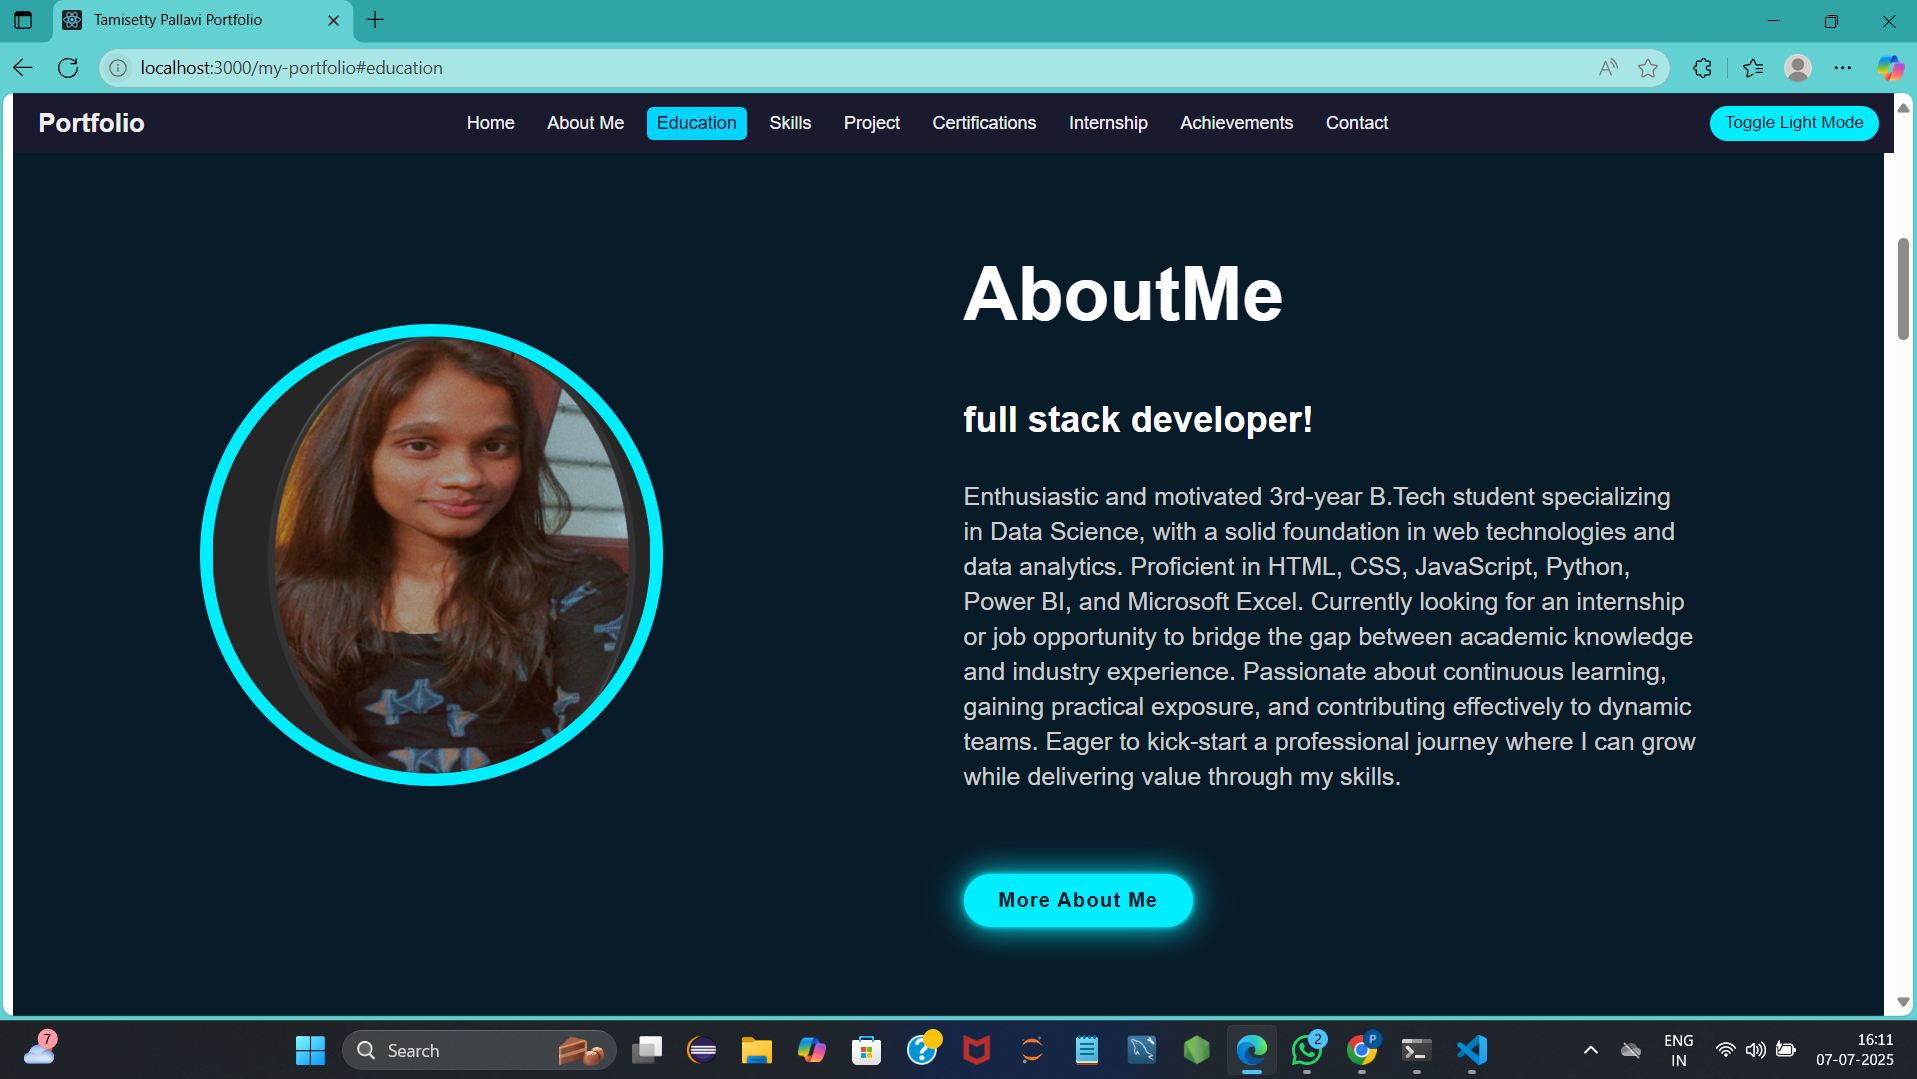 Tamisetty Pallavi Portfolio
localhost:3000/my-portfolio#education
Portfolio
Home About Me Education Skills Project Certifications Internship Achievements Contact
Toggle Light Mode
AboutMe
full stack developer!
Enthusiastic and motivated 3rd-year B.Tech student specializing
in Data Science, with a solid foundation in web technologies and
data analytics. Proficient in HTML, CSS, JavaScript, Python,
Power BI, and Microsoft Excel. Currently looking for an internship
or job opportunity to bridge the gap between academic knowledge
and industry experience. Passionate about continuous learning,
gaining practical exposure, and contributing effectively to dynamic
teams. Eager to kick-start a professional journey where I can grow
while delivering value through my skills.
More About Me
7
Search
2
P
ENG
IN
16:11
07-07-2025